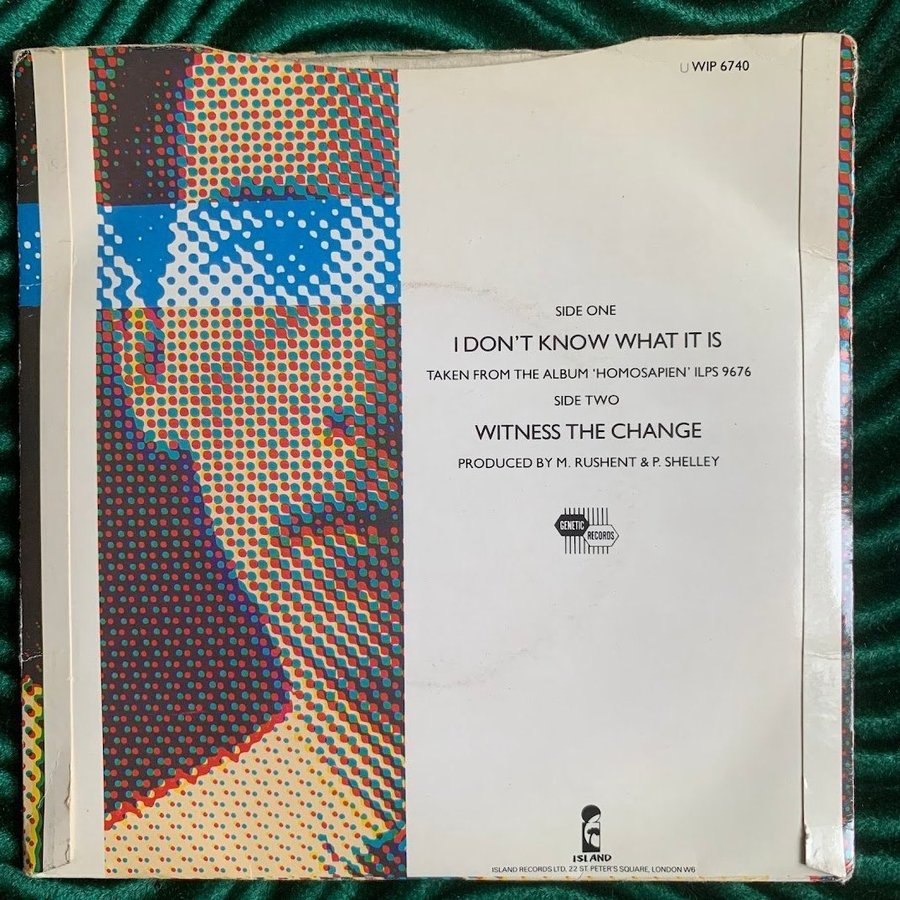 U WIP 6740
SIDE ONE
I DON'T KNOW WHAT IT IS
TAKEN FROM THE ALBUM 'HOMOSAPIEN' ILPS 9676
SIDE TWO
WITNESS THE CHANGE
PRODUCED BY M. RUSHENT & P. SHELLEY
GENETIC
RECORDS
ISLAND
ISLAND RECORDS LTD, 22 ST. PETER'S SQUARE, LONDON W6